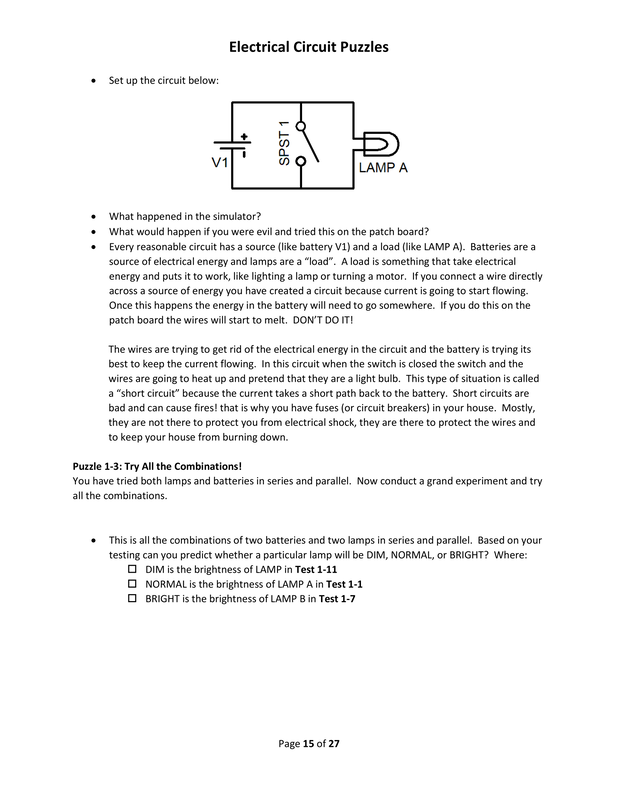 Electrical Circuit Puzzles
• Set up the circuit below:
+
-
V1
SPST 1
LAMP A
• What happened in the simulator?
• What would happen if you were evil and tried this on the patch board?
• Every reasonable circuit has a source (like battery V1) and a load (like LAMP A).  Batteries are a
source of electrical energy and lamps are a “load”.  A load is something that take electrical
energy and puts it to work, like lighting a lamp or turning a motor.  If you connect a wire directly
across a source of energy you have created a circuit because current is going to start flowing.
Once this happens the energy in the battery will need to go somewhere.  If you do this on the
patch board the wires will start to melt.  DON’T DO IT!
The wires are trying to get rid of the electrical energy in the circuit and the battery is trying its
best to keep the current flowing.  In this circuit when the switch is closed the switch and the
wires are going to heat up and pretend that they are a light bulb.  This type of situation is called
a “short circuit” because the current takes a short path back to the battery.  Short circuits are
bad and can cause fires! that is why you have fuses (or circuit breakers) in your house.  Mostly,
they are not there to protect you from electrical shock, they are there to protect the wires and
to keep your house from burning down.
Puzzle 1-3: Try All the Combinations!
You have tried both lamps and batteries in series and parallel.  Now conduct a grand experiment and try
all the combinations.
• This is all the combinations of two batteries and two lamps in series and parallel.  Based on your
testing can you predict whether a particular lamp will be DIM, NORMAL, or BRIGHT?  Where:
☐ DIM is the brightness of LAMP in Test 1-11
☐ NORMAL is the brightness of LAMP A in Test 1-1
☐ BRIGHT is the brightness of LAMP B in Test 1-7
Page 15 of 27